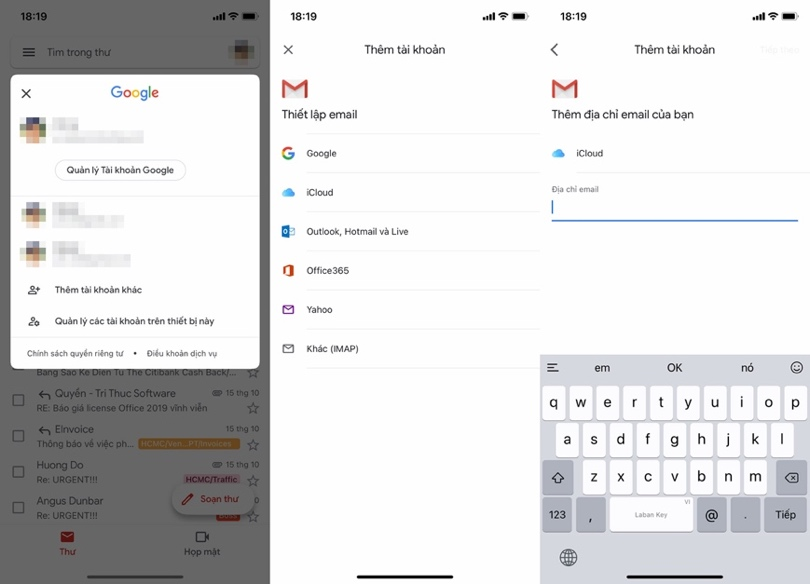 18:19
Tìm trong thư
Google
Quản lý Tài khoản Google
Thêm tài khoản khác
Quản lý các tài khoản trên thiết bị này
Chính sách quyền riêng tư • Điều khoản dịch vụ
Bang Sao Ke Dien Tu The Citibank Cash Back/...
Quyền - Tri Thuc Software 15 thg 10
RE: Báo giá license Office 2019 vĩnh viễn
EInvoice 15 thg 10
Thông báo về việc ph... HCMC/Van...PT/Invoices
Huong Do 15 thg 10
Re: URGENT!!! HCMC/Traffic
Angus Dunbar
Re: URGENT!!!
Soạn thư
Thư
Họp mặt
18:19
Thêm tài khoản
Thiết lập email
Google
iCloud
Outlook, Hotmail và Live
Office365
Yahoo
Khác (IMAP)
18:19
Thêm tài khoản
Thêm địa chỉ email của bạn
iCloud
Địa chỉ email
em OK nó
q w e r t y u i o p
a s d f g h j k l
z x c v b n m
123 , Laban Key VI @ . Tiếp